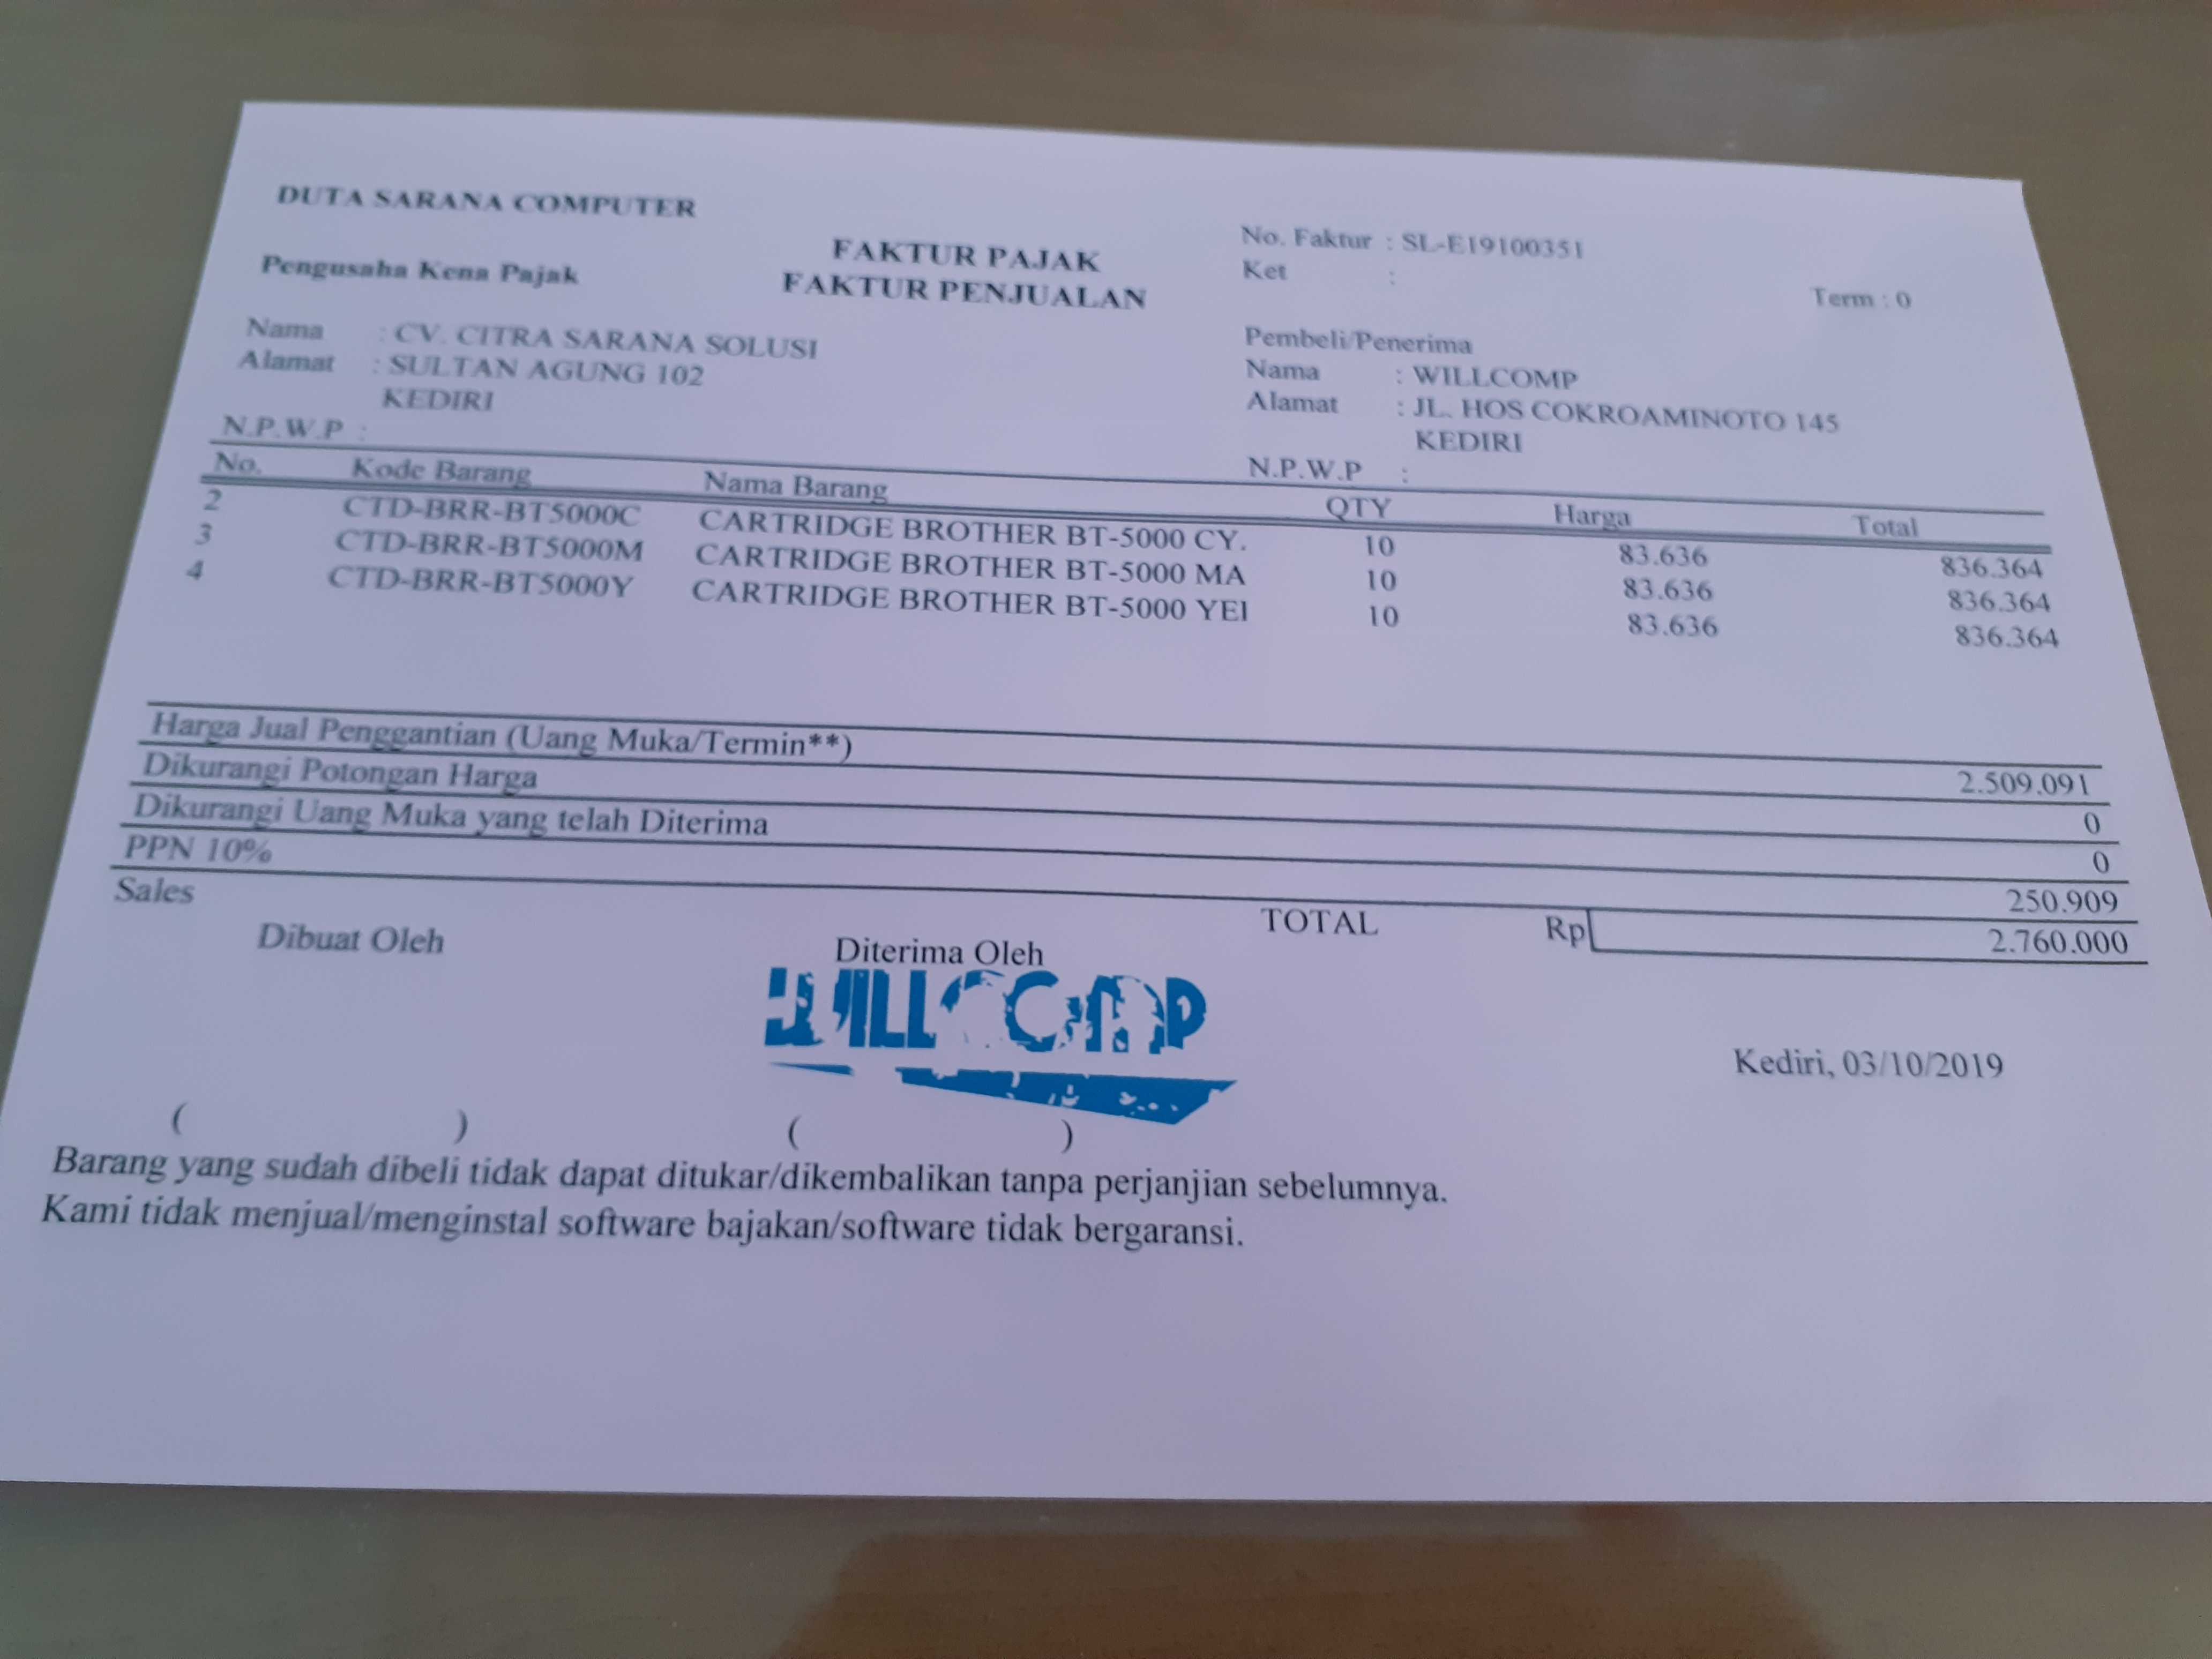 DUTA SARANA COMPUTER
FAKTUR PAJAK
FAKTUR PENJUALAN
Pengusaha Kena Pajak
No. Faktur : SL-E19100351
Ket :
Term : 0
Nama : CV. CITRA SARANA SOLUSI
Alamat : SULTAN AGUNG 102
KEDIRI
N.P.W.P :
Pembeli/Penerima
Nama : WILLCOMP
Alamat : JL. HOS COKROAMINOTO 145
KEDIRI
N.P.W.P :
No. Kode Barang Nama Barang QTY Harga Total
2 CTD-BRR-BT5000C CARTRIDGE BROTHER BT-5000 CY. 10 83.636 836.364
3 CTD-BRR-BT5000M CARTRIDGE BROTHER BT-5000 MA 10 83.636 836.364
4 CTD-BRR-BT5000Y CARTRIDGE BROTHER BT-5000 YEI 10 83.636 836.364
Harga Jual Penggantian (Uang Muka/Termin**) 2.509.091
Dikurangi Potongan Harga 0
Dikurangi Uang Muka yang telah Diterima 0
PPN 10% 250.909
Sales TOTAL Rp 2.760.000
Dibuat Oleh Diterima Oleh
WILLCOMP
Kediri, 03/10/2019
( ) ( )
Barang yang sudah dibeli tidak dapat ditukar/dikembalikan tanpa perjanjian sebelumnya.
Kami tidak menjual/menginstal software bajakan/software tidak bergaransi.